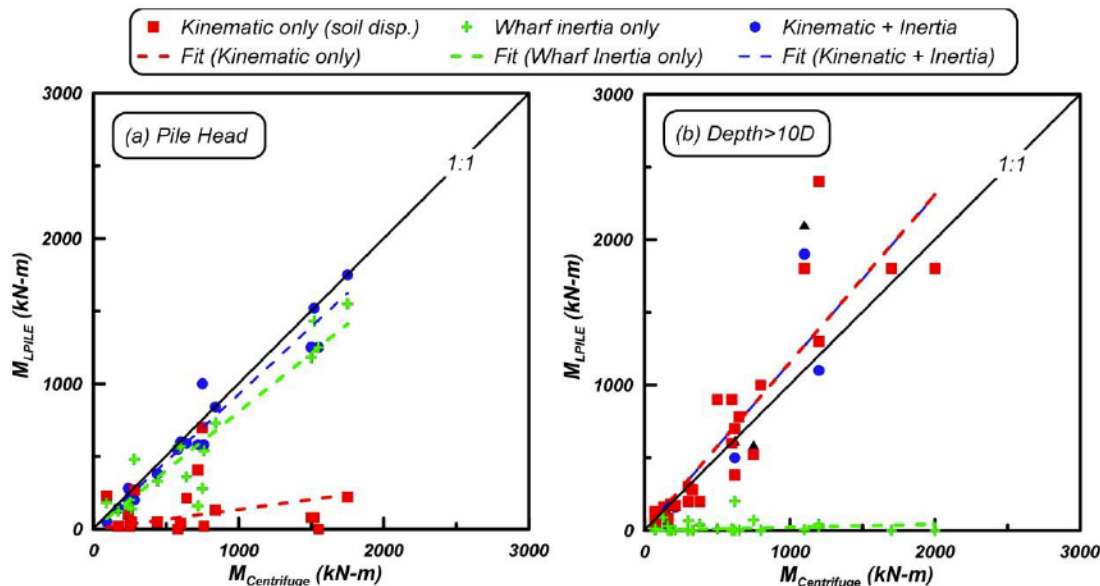 Kinematic only (soil disp.) Wharf inertia only Kinematic + Inertia
Fit (Kinematic only) Fit (Wharf Inertia only) Fit (Kinenatic + Inertia)
3000
(a) Pile Head
1:1
2000
1000
0
0 1000 2000 3000
M_LPILE (kN-m)
M_Centrifuge (kN-m)
3000
(b) Depth>10D
1:1
2000
1000
0
0 1000 2000 3000
M_LPILE (kN-m)
M_Centrifuge (kN-m)